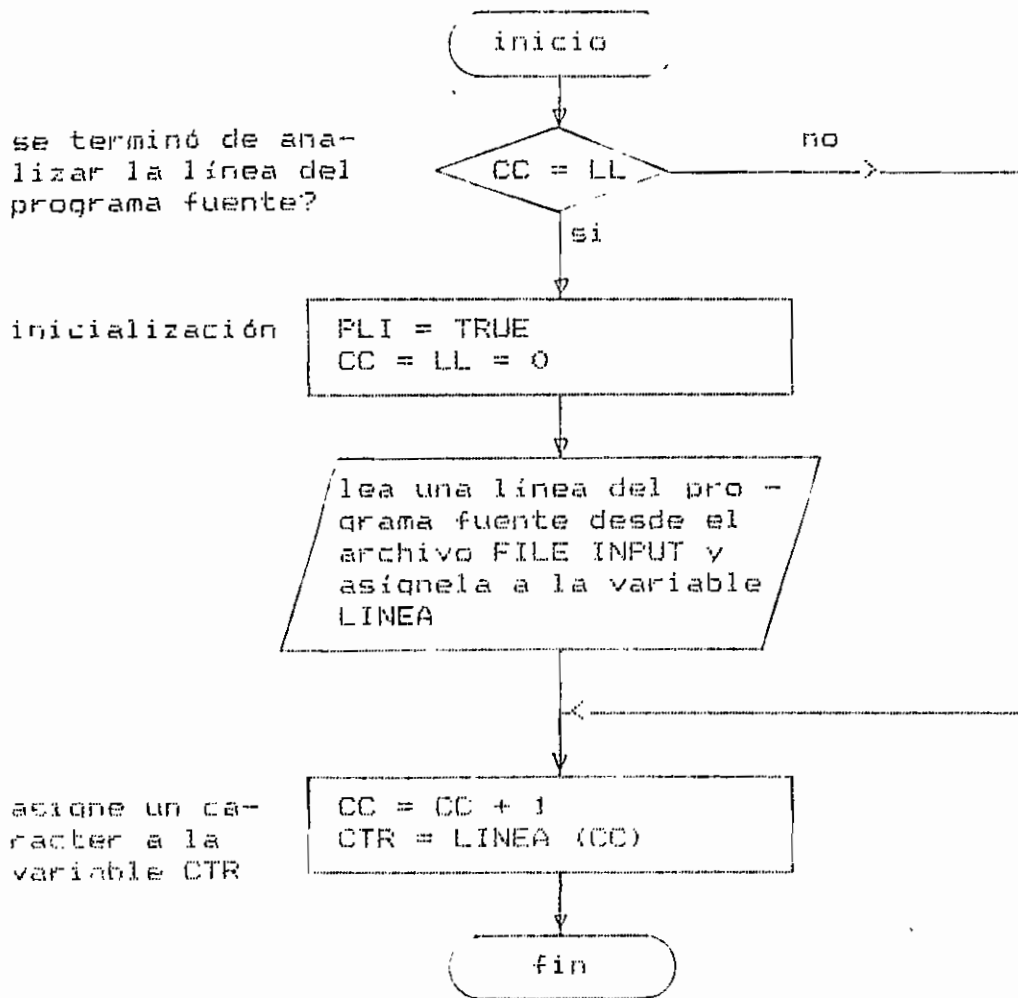 inicio
se terminó de ana-
lizar la línea del
programa fuente?
CC = LL
no
si
inicialización
PLI = TRUE
CC = LL = 0
lea una línea del pro -
grama fuente desde el
archivo FILE INPUT y
asígnela a la variable
LINEA
asigne un ca-
racter a la
variable CTR
CC = CC + 1
CTR = LINEA (CC)
fin